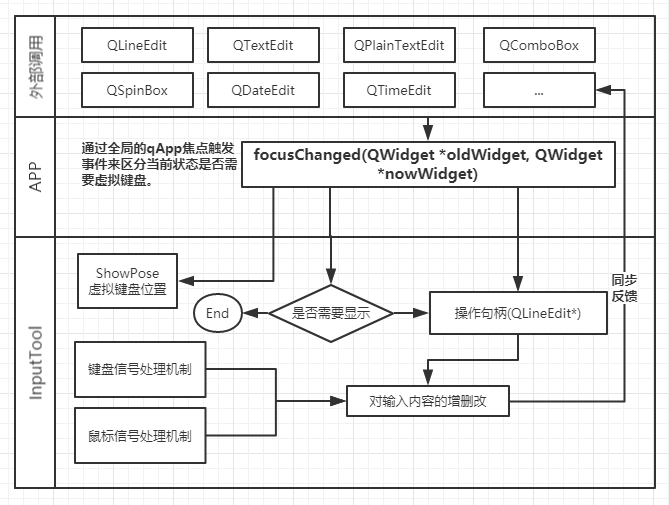 外部调用
QLineEdit
QTextEdit
QPlainTextEdit
QComboBox
QSpinBox
QDateEdit
QTimeEdit
...
APP
通过全局的qApp焦点触发
事件来区分当前状态是否需
要虚拟键盘。
focusChanged(QWidget *oldWidget, QWidget
*nowWidget)
InputTool
ShowPose
虚拟键盘位置
End
是否需要显示
操作句柄(QLineEdit*)
同步
反馈
键盘信号处理机制
对输入内容的增删改
鼠标信号处理机制